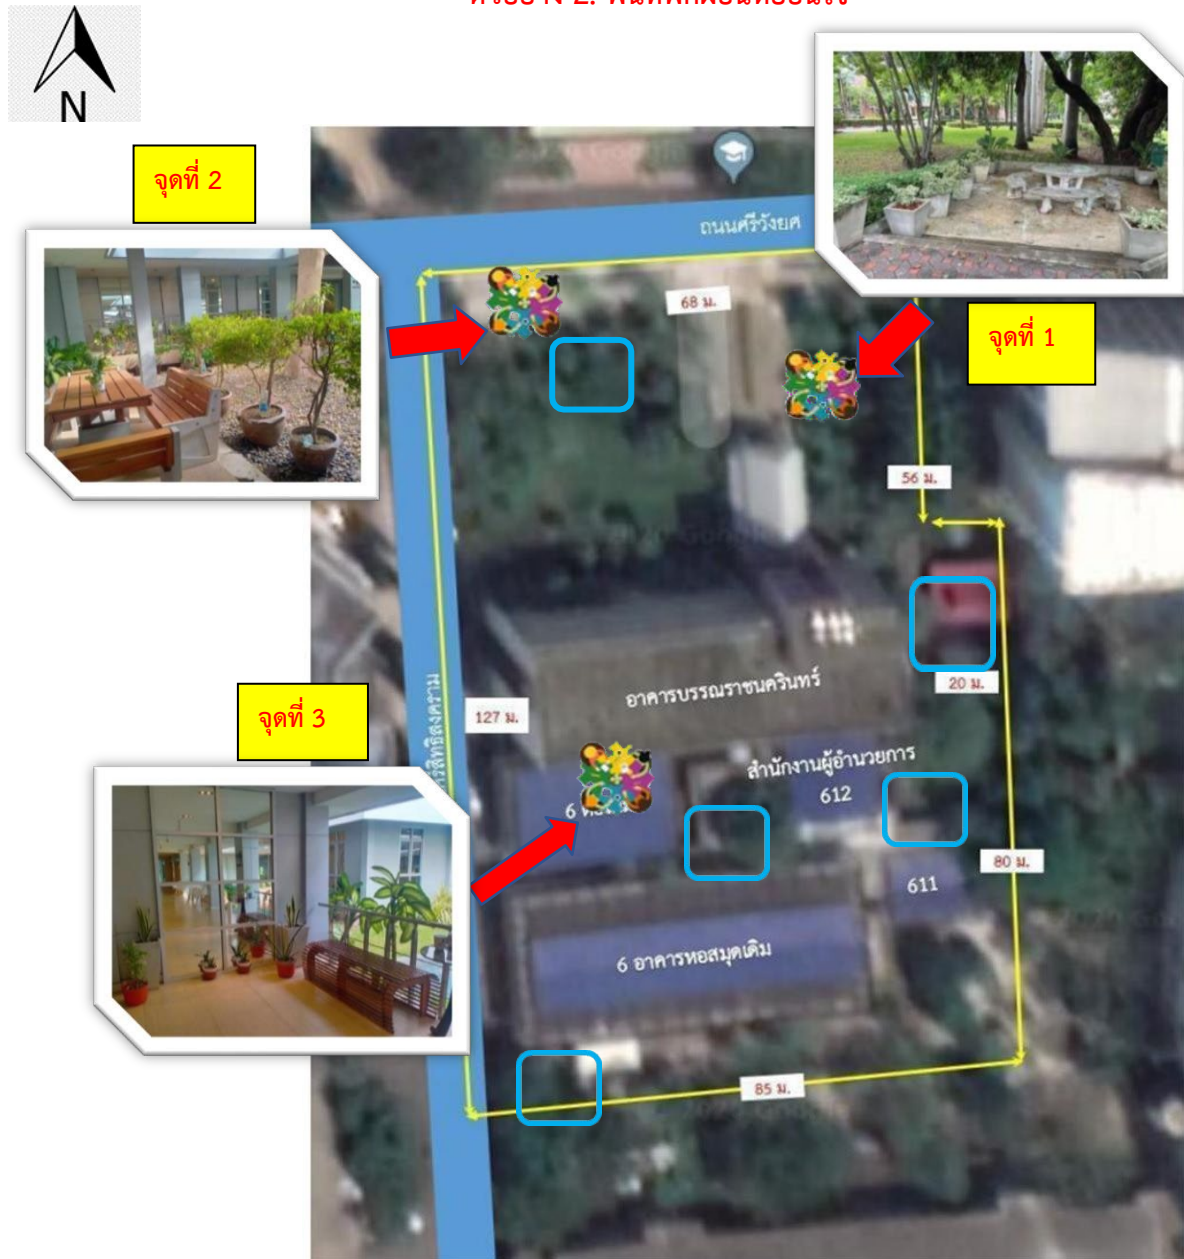 N
จุดที่ 2
ถนนศรีวังยศ
68 ม.
จุดที่ 1
56 ม.
อาคารบรรณราชนครินทร์
20 ม.
จุดที่ 3
127 ม.
สำนักงานผู้อำนวยการ
612
6
80 ม.
611
6 อาคารหอสมุดเดิม
85 ม.